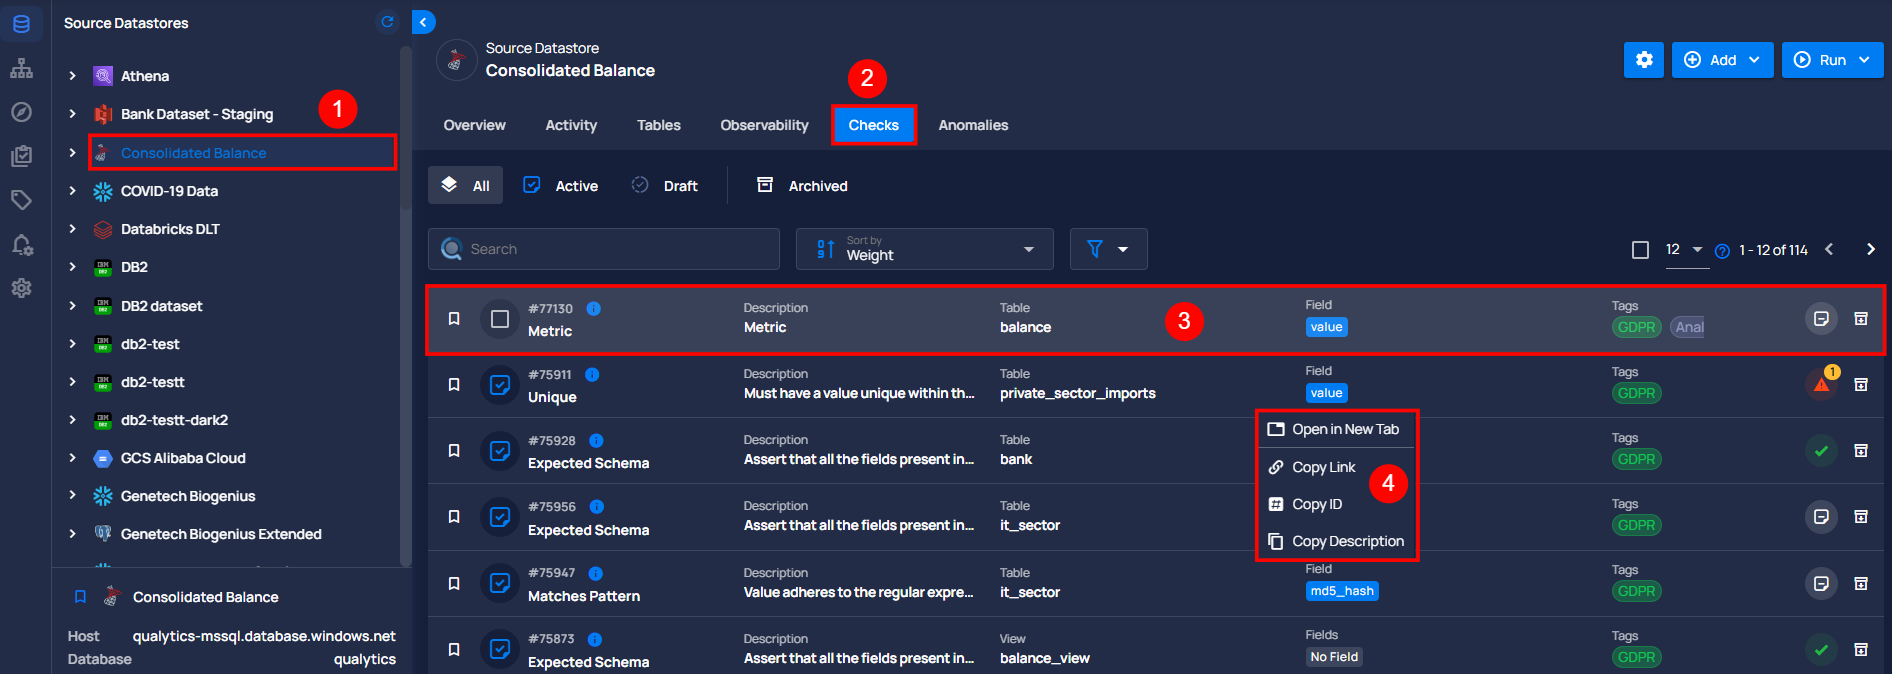 Source Datastores
Athena
Bank Dataset - Staging
1
Consolidated Balance
COVID-19 Data
Databricks DLT
DB2
DB2 dataset
db2-test
db2-testt
db2-testt-dark2
GCS Alibaba Cloud
Genetech Biogenius
Genetech Biogenius Extended
Consolidated Balance
Host qualytics-mssql.database.windows.net
Database qualytics
Source Datastore
Consolidated Balance
2
Add
Run
Overview Activity Tables Observability Checks Anomalies
All Active Draft Archived
Search
Sort by
Weight
12 1 - 12 of 114
#77130 Description Table Field Tags
Metric Metric balance 3 value GDPR Anal
#75911 Description Table Field Tags 1
Unique Must have a value unique within th... private_sector_imports value GDPR
#75928 Description Table Tags
Expected Schema Assert that all the fields present in... bank GDPR
#75956 Description Table Tags
Expected Schema Assert that all the fields present in... it_sector GDPR
#75947 Description Table Field Tags
Matches Pattern Value adheres to the regular expre... it_sector md5_hash GDPR
#75873 Description View Fields Tags
Expected Schema Assert that all the fields present in... balance_view No Field GDPR
Open in New Tab
Copy Link
4
Copy ID
Copy Description